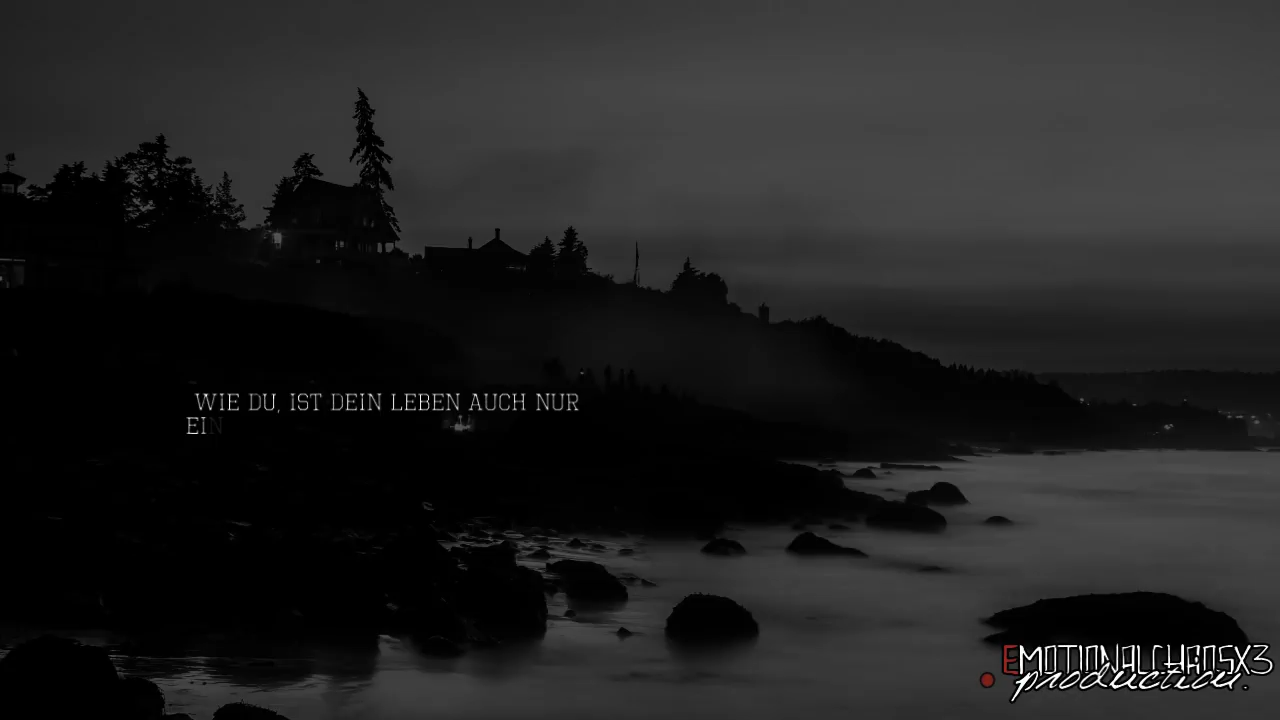 WIE DU, IST DEIN LEBEN AUCH NUR
EIN
EMOTIONALCHAOSX3
production.